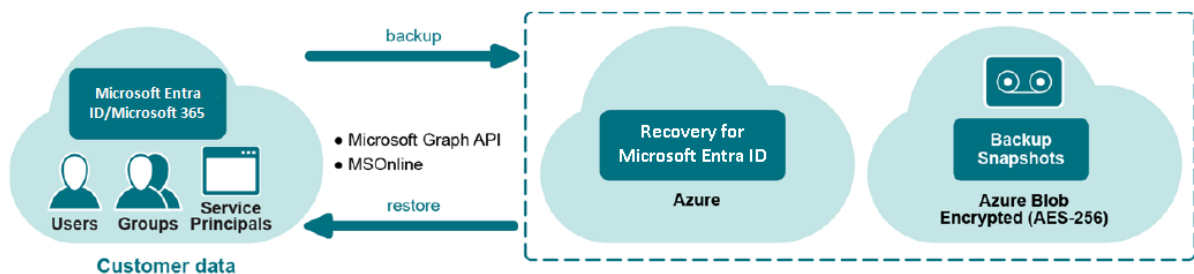 Microsoft Entra
ID/Microsoft 365
Users
Groups
Service
Principals
Customer data
backup
● Microsoft Graph API
● MSOnline
restore
Recovery for
Microsoft Entra ID
Azure
Backup
Snapshots
Azure Blob
Encrypted (AES-256)